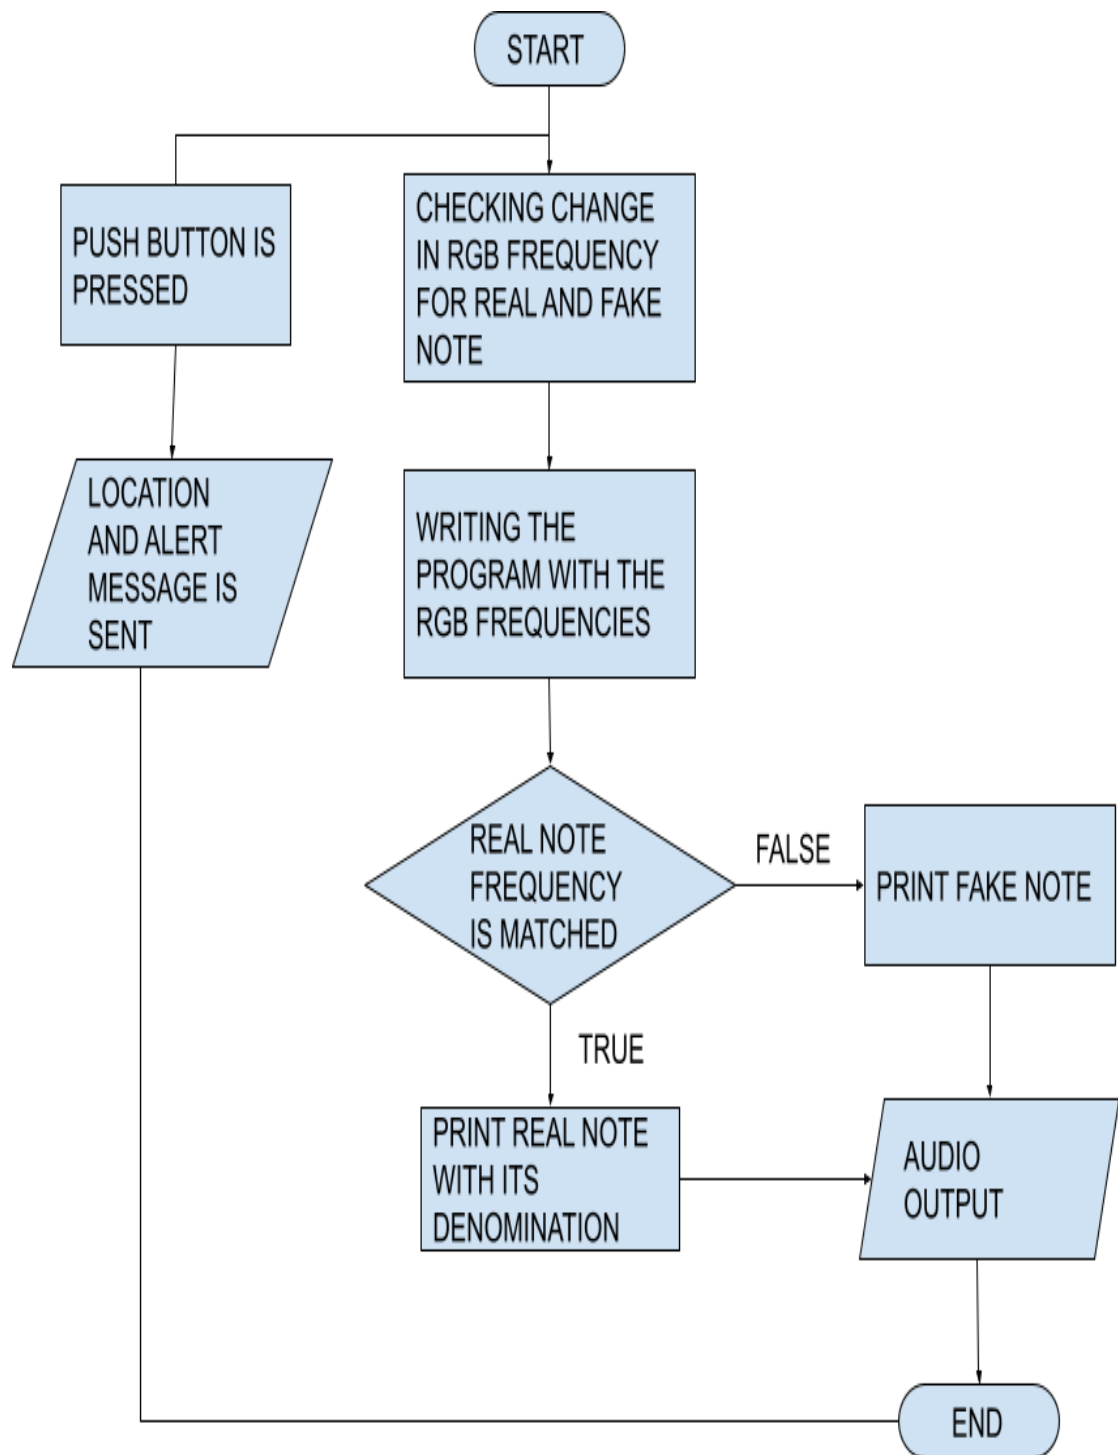 START
PUSH BUTTON IS
PRESSED
CHECKING CHANGE
IN RGB FREQUENCY
FOR REAL AND FAKE
NOTE
LOCATION
AND ALERT
MESSAGE IS
SENT
WRITING THE
PROGRAM WITH THE
RGB FREQUENCIES
REAL NOTE
FREQUENCY
IS MATCHED
FALSE
PRINT FAKE NOTE
TRUE
PRINT REAL NOTE
WITH ITS
DENOMINATION
AUDIO
OUTPUT
END